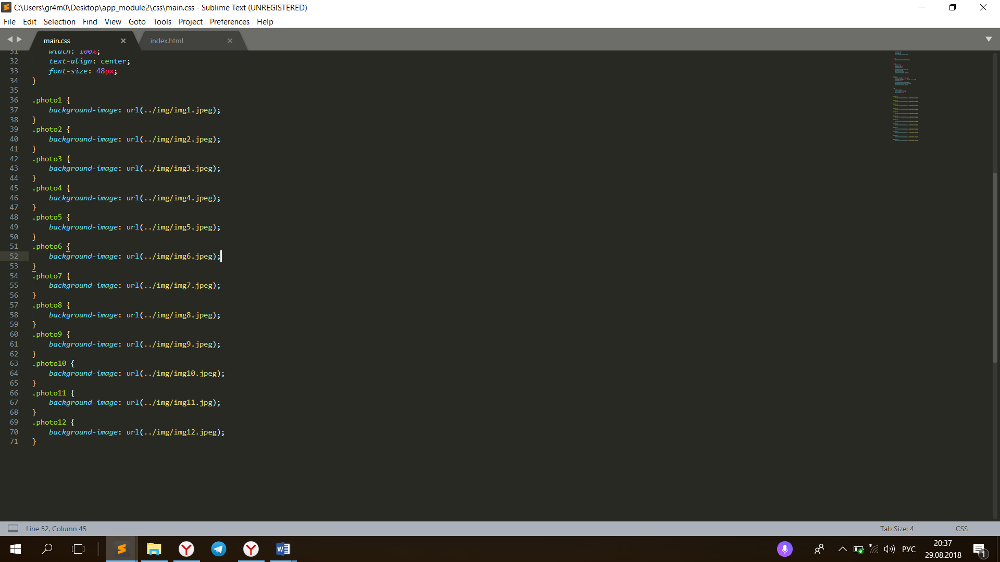 C:\Users\gr4m0\Desktop\app_module2\css\main.css - Sublime Text (UNREGISTERED)
File Edit Selection Find View Goto Tools Project Preferences Help
main.css index.html
31 width: 100%;
32 text-align: center;
33 font-size: 48px;
34 }
35
36 .photo1 {
37 background-image: url(../img/img1.jpeg);
38 }
39 .photo2 {
40 background-image: url(../img/img2.jpeg);
41 }
42 .photo3 {
43 background-image: url(../img/img3.jpeg);
44 }
45 .photo4 {
46 background-image: url(../img/img4.jpeg);
47 }
48 .photo5 {
49 background-image: url(../img/img5.jpeg);
50 }
51 .photo6 {
52 background-image: url(../img/img6.jpeg);
53 }
54 .photo7 {
55 background-image: url(../img/img7.jpeg);
56 }
57 .photo8 {
58 background-image: url(../img/img8.jpeg);
59 }
60 .photo9 {
61 background-image: url(../img/img9.jpeg);
62 }
63 .photo10 {
64 background-image: url(../img/img10.jpeg);
65 }
66 .photo11 {
67 background-image: url(../img/img11.jpg);
68 }
69 .photo12 {
70 background-image: url(../img/img12.jpeg);
71 }
Line 52, Column 45 Tab Size: 4 CSS
РУС 20:37
29.08.2018
1